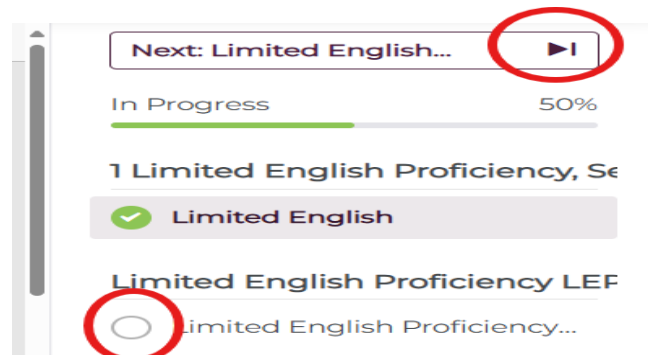 Next: Limited English...
In Progress 50%
1 Limited English Proficiency, Se
Limited English
Limited English Proficiency LEP
Limited English Proficiency...